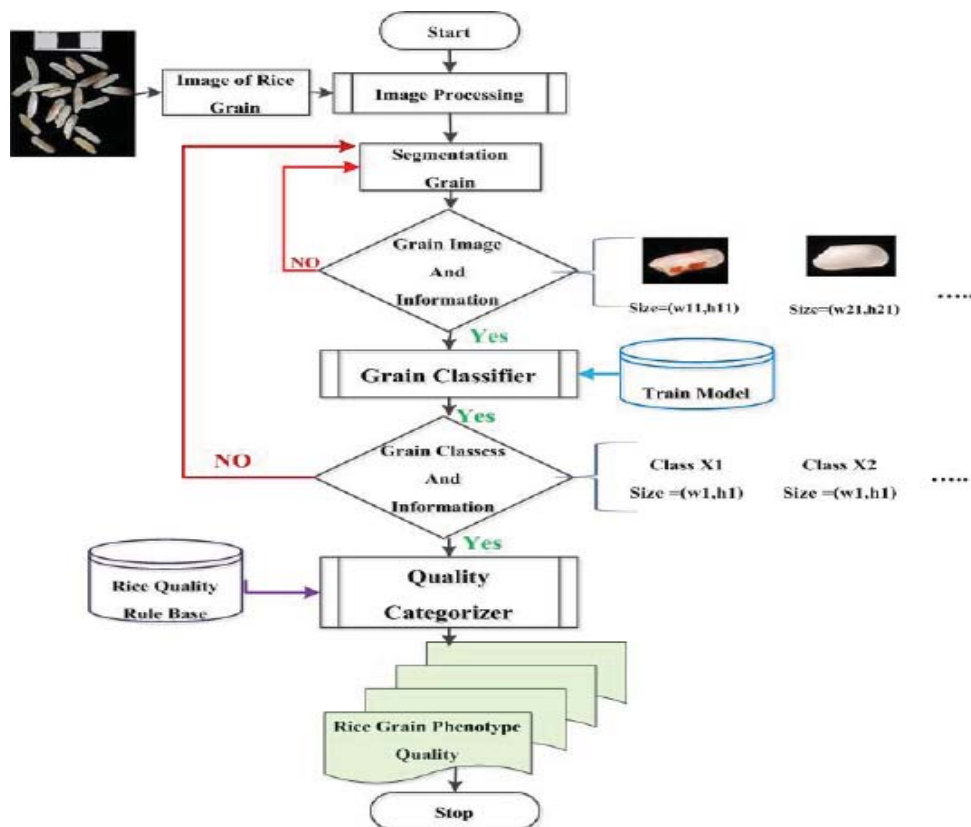 Start
Image of Rice
Grain
Image Processing
Segmentation
Grain
Grain Image
And
Information
NO
Size=(w11,h11)
Size=(w21,h21)
.....
Yes
Grain Classifier
Train Model
Yes
Grain Classess
And
Information
NO
Class X1
Size =(w1,h1)
Class X2
Size =(w1,h1)
.....
Yes
Rice Quality
Rule Base
Quality
Categorizer
Rice Grain Phenotype
Quality
Stop